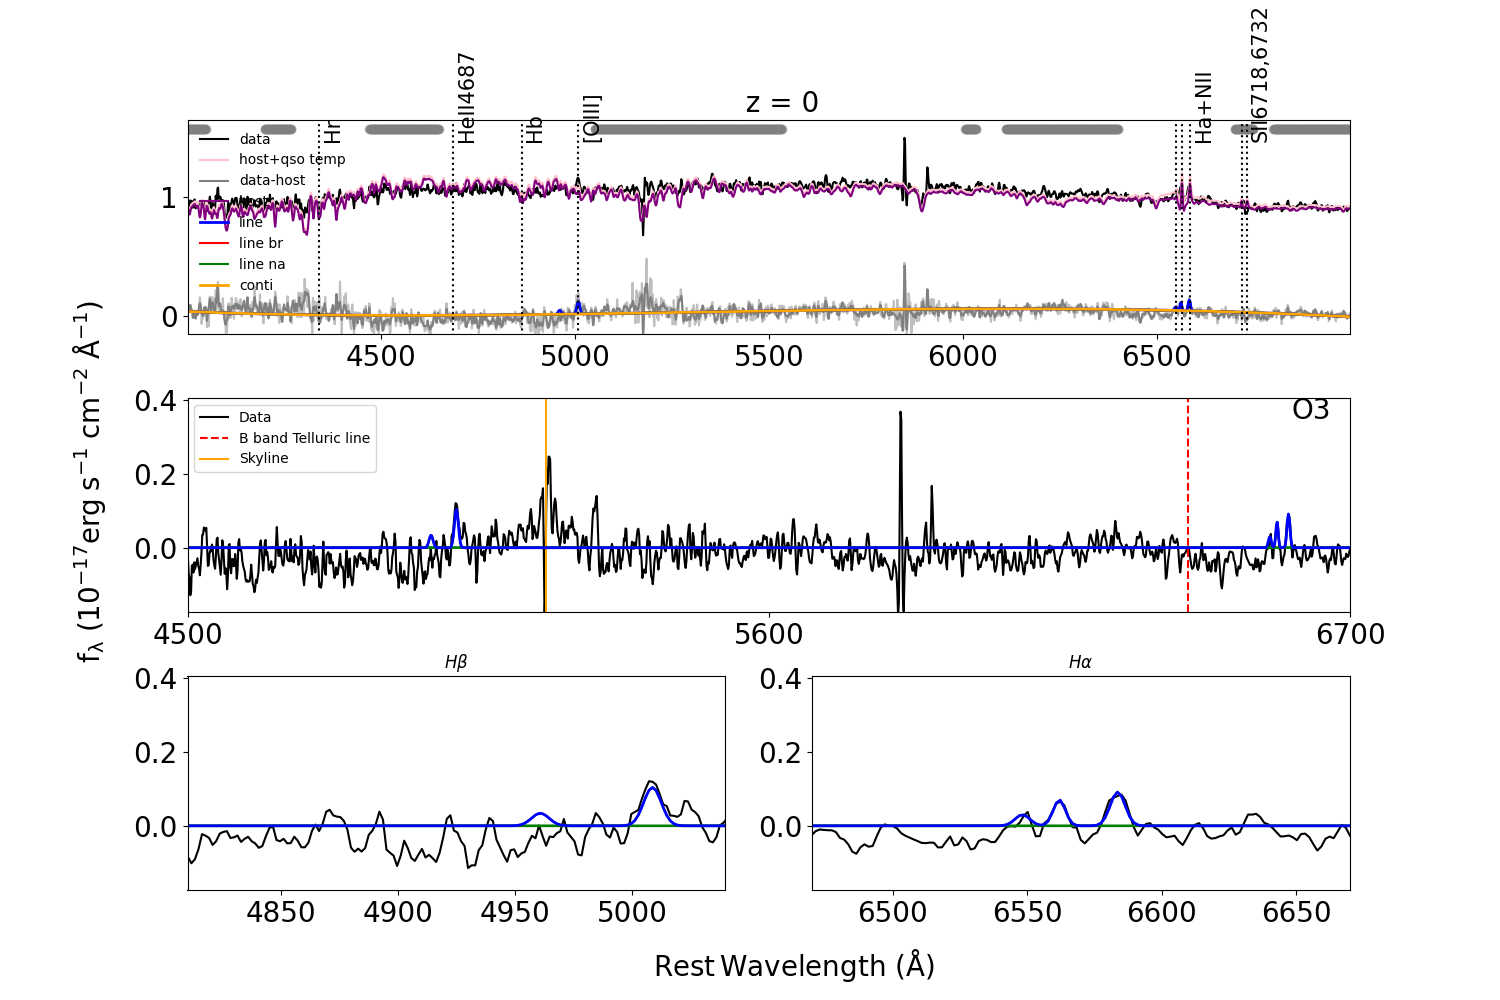 z = 0
Hr
HeII4687
Hb
[OIII]
Ha+NII
SII6718,6732
data
host+qso temp
data-host
line
line br
line na
conti
1
0
4500 5000 5500 6000 6500
fλ (10⁻¹⁷erg s⁻¹ cm⁻² Å⁻¹)
O3
Data
B band Telluric line
Skyline
0.4
0.2
0.0
4500 5600 6700
Hβ
0.4
0.2
0.0
4850 4900 4950 5000
Hα
0.4
0.2
0.0
6500 6550 6600 6650
Rest Wavelength (Å)